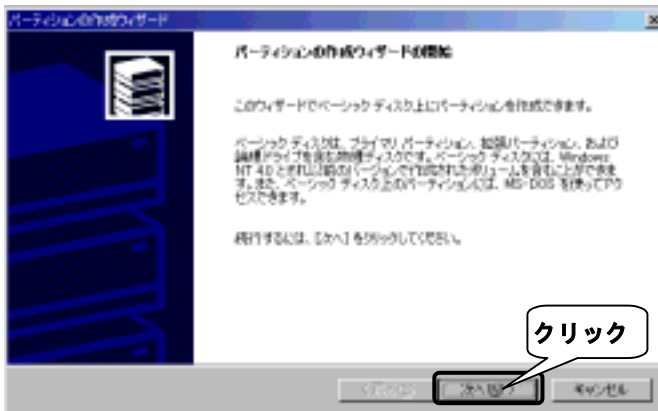 パーティションの作成ウィザード
パーティションの作成ウィザードの開始
このウィザードでベーシック ディスク上にパーティションを作成できます。
ベーシック ディスクは、プライマリ パーティション、拡張パーティション、および
論理ドライブを含む物理ディスクです。ベーシック ディスクには、Windows
NT 4.0 とそれ以前のバージョンで作成されたボリュームを含むことができま
す。また、ベーシック ディスク上のパーティションには、MS-DOS を使ってアク
セスできます。
続行するには、[次へ] をクリックしてください。
クリック
次へ(N) >
キャンセル